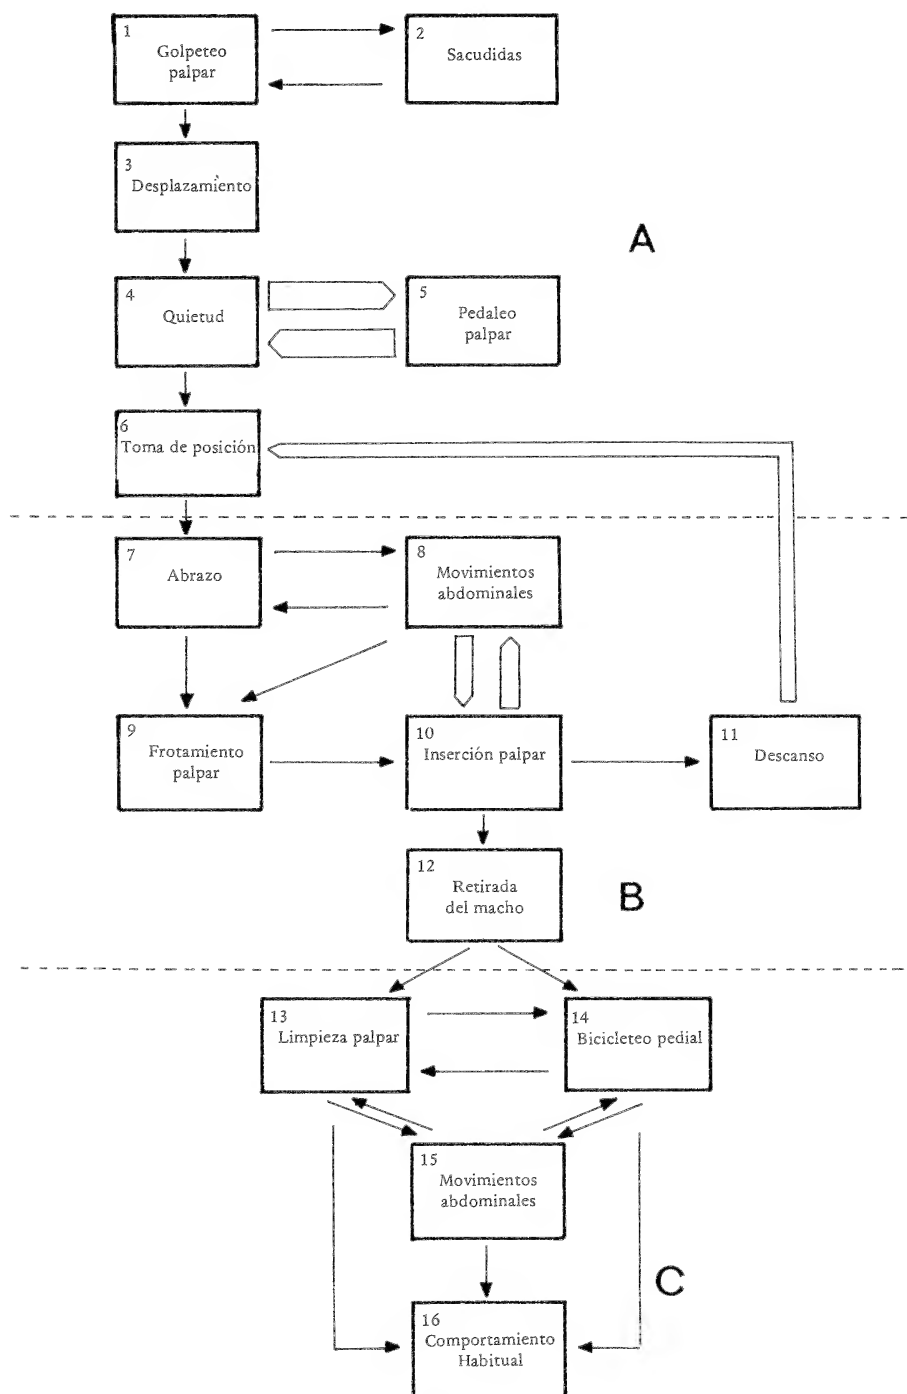 1
Golpeteo
palpar
2
Sacudidas
3
Desplazamiento
A
4
Quietud
5
Pedaleo
palpar
6
Toma de posición
7
Abrazo
8
Movimientos
abdominales
9
Frotamiento
palpar
10
Inserción palpar
11
Descanso
12
Retirada
del macho
B
13
Limpieza palpar
14
Bicicleteo pedial
15
Movimientos
abdominales
C
16
Comportamiento
Habitual